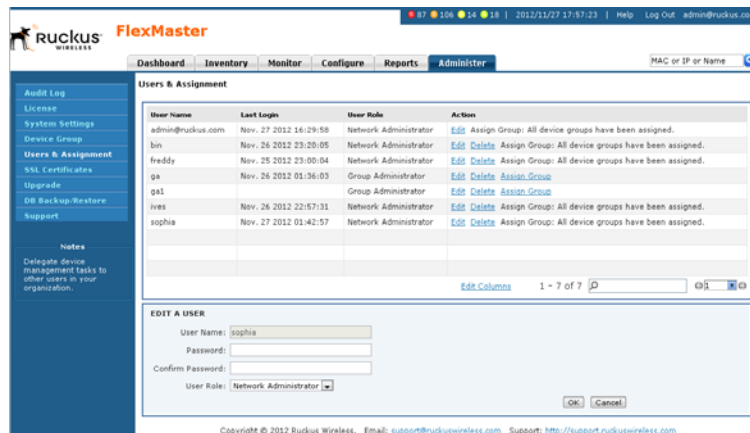 87 106 14 18 | 2012/11/27 17:57:23 | Help Log Out admin@ruckus.co
Ruckus WIRELESS
FlexMaster
Dashboard Inventory Monitor Configure Reports Administer
MAC or IP or Name
Audit Log
License
System Settings
Device Group
Users & Assignment
SSL Certificates
Upgrade
DB Backup/Restore
Support
Notes
Delegate device
management tasks to
other users in your
organization.
Users & Assignment
User Name Last Login User Role Action
admin@ruckus.com Nov. 27 2012 16:29:58 Network Administrator Edit Assign Group: All device groups have been assigned.
bin Nov. 26 2012 23:20:05 Network Administrator Edit Delete Assign Group: All device groups have been assigned.
freddy Nov. 25 2012 23:00:04 Network Administrator Edit Delete Assign Group: All device groups have been assigned.
ga Nov. 26 2012 01:36:03 Group Administrator Edit Delete Assign Group
ga1 Group Administrator Edit Delete Assign Group
ives Nov. 26 2012 22:57:31 Network Administrator Edit Delete Assign Group: All device groups have been assigned.
sophia Nov. 27 2012 01:42:57 Network Administrator Edit Delete Assign Group: All device groups have been assigned.
Edit Columns 1 - 7 of 7 1
EDIT A USER
User Name: sophia
Password:
Confirm Password:
User Role: Network Administrator
OK Cancel
Copyright © 2012 Ruckus Wireless. Email: support@ruckuswireless.com Support: http://support.ruckuswireless.com